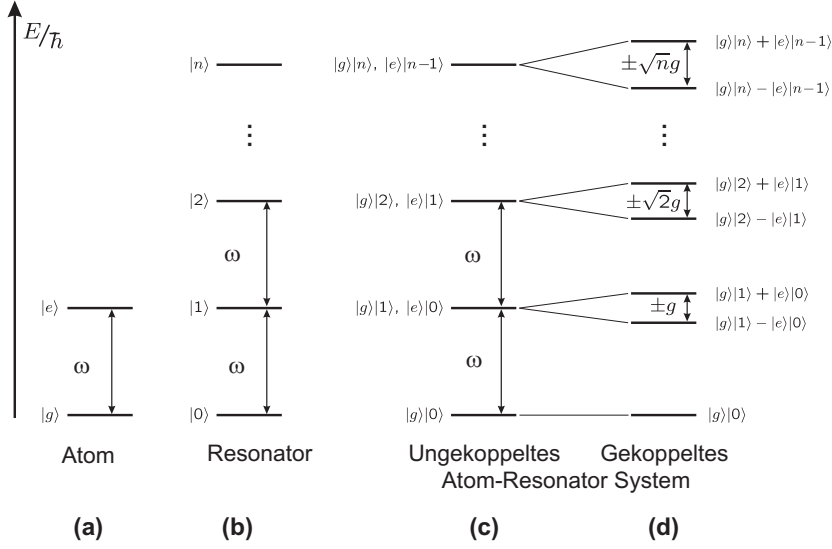 E/ℏ
|n⟩
|g⟩|n⟩, |e⟩|n−1⟩
|g⟩|n⟩ + |e⟩|n−1⟩
±√n g
|g⟩|n⟩ − |e⟩|n−1⟩
⋮ ⋮ ⋮
|2⟩
|g⟩|2⟩, |e⟩|1⟩
|g⟩|2⟩ + |e⟩|1⟩
±√2 g
|g⟩|2⟩ − |e⟩|1⟩
ω ω
|e⟩
|1⟩
|g⟩|1⟩, |e⟩|0⟩
|g⟩|1⟩ + |e⟩|0⟩
±g
|g⟩|1⟩ − |e⟩|0⟩
ω ω ω
|g⟩ |0⟩ |g⟩|0⟩ |g⟩|0⟩
Atom Resonator Ungekoppeltes Gekoppeltes
Atom-Resonator System
(a) (b) (c) (d)